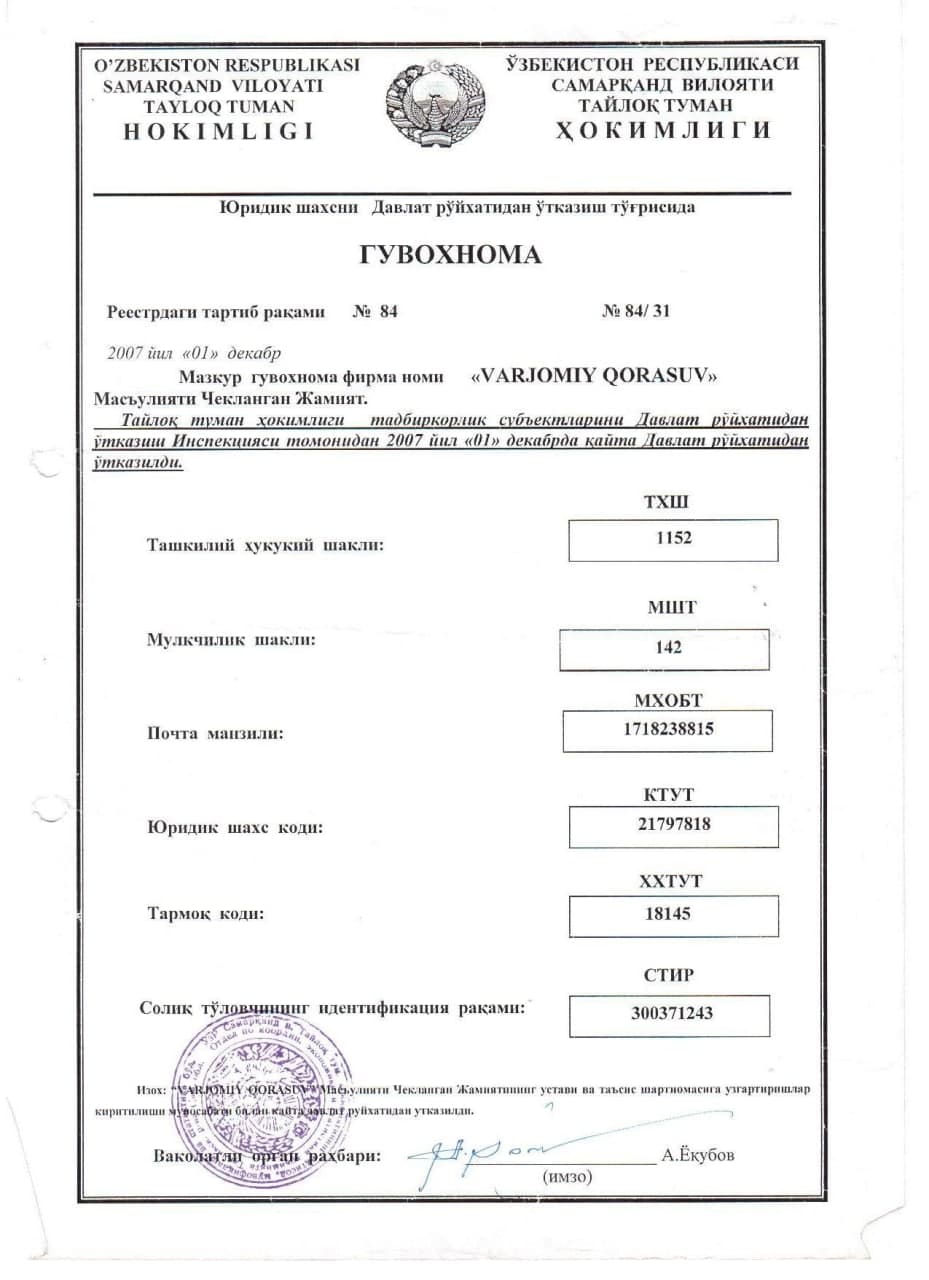 O’ZBEKISTON RESPUBLIKASI
SAMARQAND VILOYATI
TAYLOQ TUMAN
HOKIMLIGI
ЎЗБЕКИСТОН РЕСПУБЛИКАСИ
САМАРҚАНД ВИЛОЯТИ
ТАЙЛОҚ ТУМАН
ҲОКИМЛИГИ
Юридик шахсни Давлат рўйхатидан ўтказиш тўғрисида
ГУВОХНОМА
Реестрдаги тартиб рақами № 84 № 84/ 31
2007 йил «01» декабр
Мазкур гувохнома фирма номи «VARJOMIY QORASUV»
Масъулияти Чекланган Жамият.
Тайлоқ туман ҳокимлиги тадбиркорлик субъектларини Давлат рўйхатидан
ўтказиш Инспекцияси томонидан 2007 йил «01» декабрда қайта Давлат рўйхатидан
ўтказилди.
ТХШ
Ташкилий ҳукукий шакли: 1152
МШТ
Мулкчилик шакли: 142
МХОБТ
Почта манзили: 1718238815
КТУТ
Юридик шахс коди: 21797818
ХХТУТ
Тармоқ коди: 18145
СТИР
Солиқ тўловчининг идентификация рақами: 300371243
Изох: “VARJOMIY QORASUV” Масъулияти Чекланган Жамиятининг устави ва таъсис шартномасига узгартиришлар
киритилиши муносабати билан кайта давлат руйхатидан утказилди.
Ваколатли орган раҳбари: А.Ёқубов
(имзо)